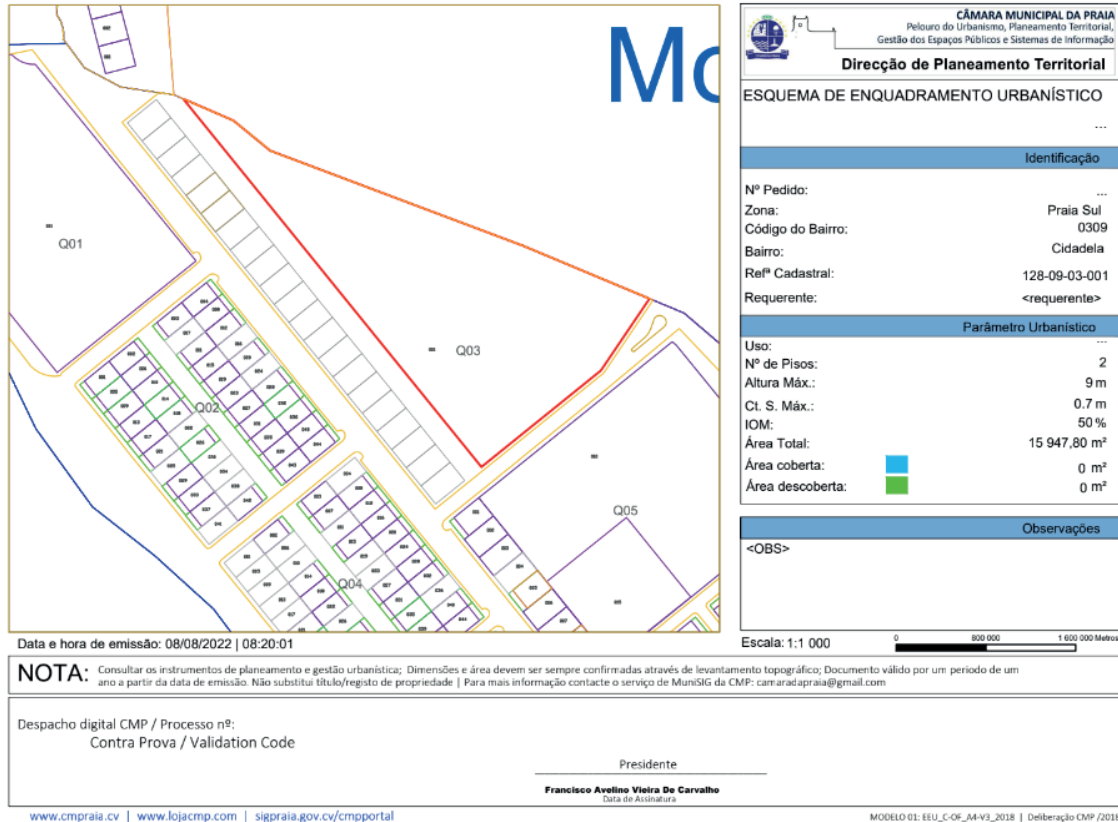 Mo
Q01
Q03
Q02
Q05
Q04
CÂMARA MUNICIPAL DA PRAIA
Pelouro do Urbanismo, Planeamento Territorial,
Gestão dos Espaços Públicos e Sistemas de Informação
Direcção de Planeamento Territorial
ESQUEMA DE ENQUADRAMENTO URBANÍSTICO
...
Identificação
Nº Pedido: ...
Zona: Praia Sul
Código do Bairro: 0309
Bairro: Cidadela
Refª Cadastral: 128-09-03-001
Requerente: <requerente>
Parâmetro Urbanístico
Uso: ...
Nº de Pisos: 2
Altura Máx.: 9 m
Ct. S. Máx.: 0.7 m
IOM: 50 %
Área Total: 15 947,80 m²
Área coberta: 0 m²
Área descoberta: 0 m²
Observações
<OBS>
Data e hora de emissão: 08/08/2022 | 08:20:01
Escala: 1:1 000
0 800 000 1 600 000 Metros
NOTA: Consultar os instrumentos de planeamento e gestão urbanística; Dimensões e área devem ser sempre confirmadas através de levantamento topográfico; Documento válido por um periodo de um
ano a partir da data de emissão. Não substitui título/registo de propriedade | Para mais informação contacte o serviço de MuniSIG da CMP: camaradapraia@gmail.com
Despacho digital CMP / Processo nº:
Contra Prova / Validation Code
Presidente
Francisco Avelino Vieira De Carvalho
Data de Assinatura
www.cmpraia.cv | www.lojacmp.com | sigpraia.gov.cv/cmpportal
MODELO 01: EEU_C-OF_A4-V3_2018 | Deliberação CMP /2018